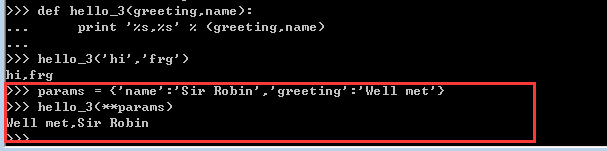 >>> def hello_3(greeting,name):
...     print '%s,%s' % (greeting,name)
...
>>> hello_3('hi','frg')
hi,frg
>>> params = {'name':'Sir Robin','greeting':'Well met'}
>>> hello_3(**params)
Well met,Sir Robin
>>>